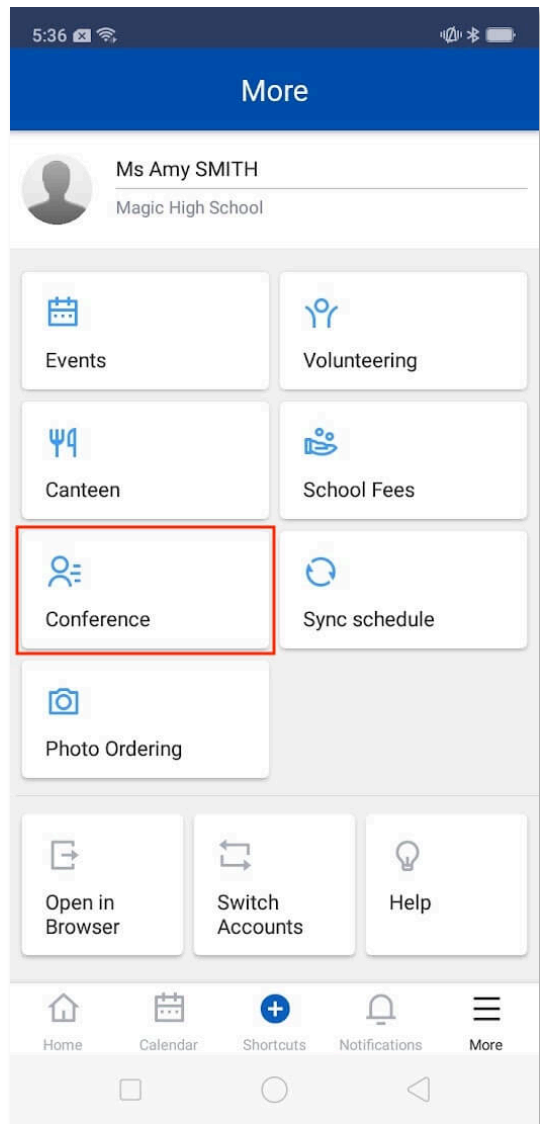 5:36
More
Ms Amy SMITH
Magic High School
Events
Volunteering
Canteen
School Fees
Conference
Sync schedule
Photo Ordering
Open in
Browser
Switch
Accounts
Help
Home
Calendar
Shortcuts
Notifications
More